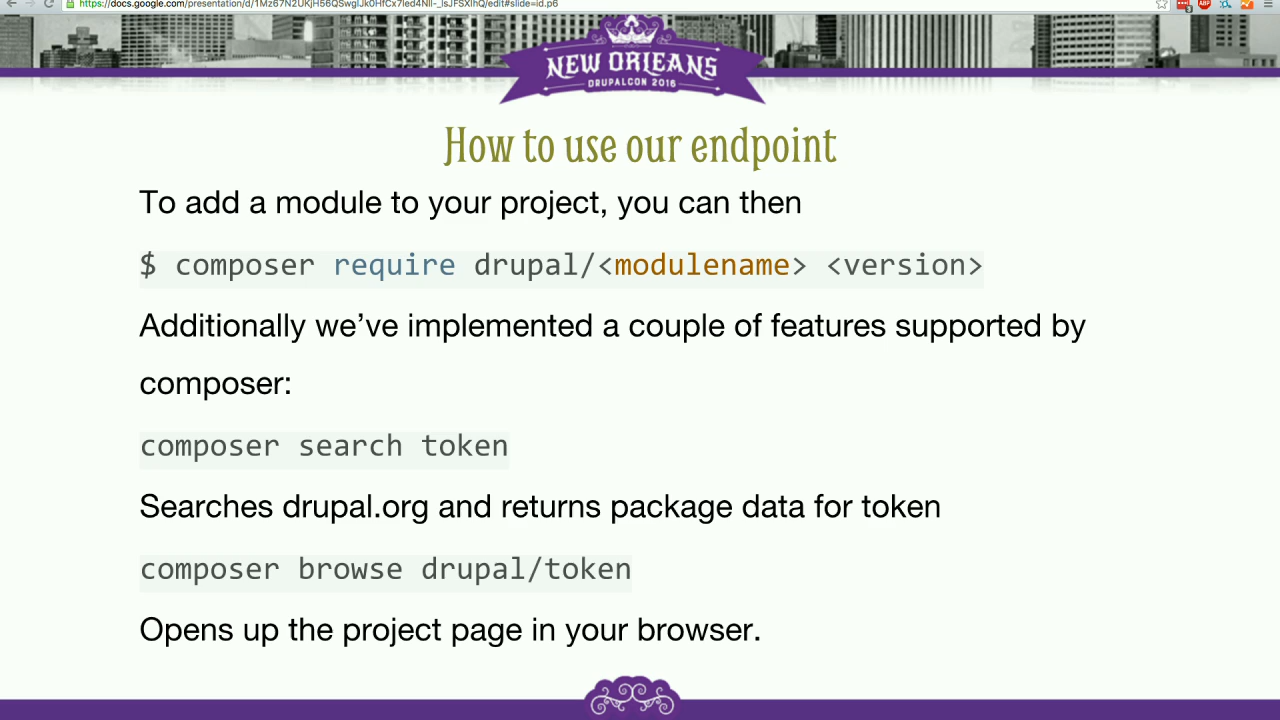 NEW ORLEANS
DRUPALCON 2016
How to use our endpoint
To add a module to your project, you can then
$ composer require drupal/<modulename> <version>
Additionally we’ve implemented a couple of features supported by
composer:
composer search token
Searches drupal.org and returns package data for token
composer browse drupal/token
Opens up the project page in your browser.